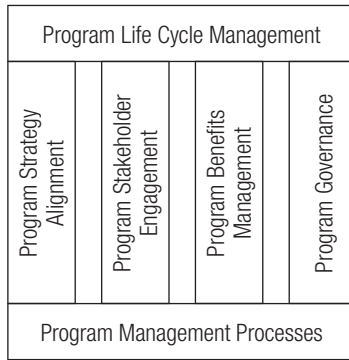 Program Life Cycle Management
Program Strategy
Alignment
Program Stakeholder
Engagement
Program Benefits
Management
Program Governance
Program Management Processes